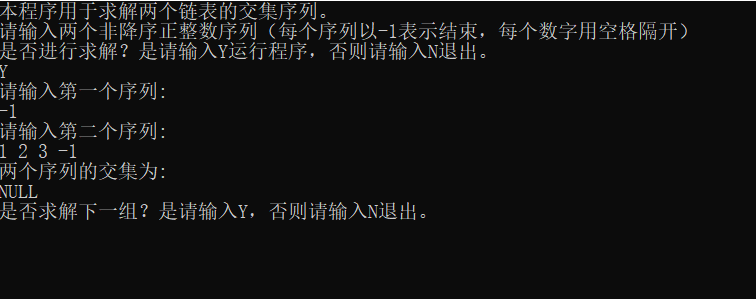 本程序用于求解两个链表的交集序列。
请输入两个非降序正整数序列（每个序列以-1表示结束，每个数字用空格隔开）
是否进行求解？是请输入Y运行程序，否则请输入N退出。
Y
请输入第一个序列:
-1
请输入第二个序列:
1 2 3 -1
两个序列的交集为:
NULL
是否求解下一组？是请输入Y，否则请输入N退出。